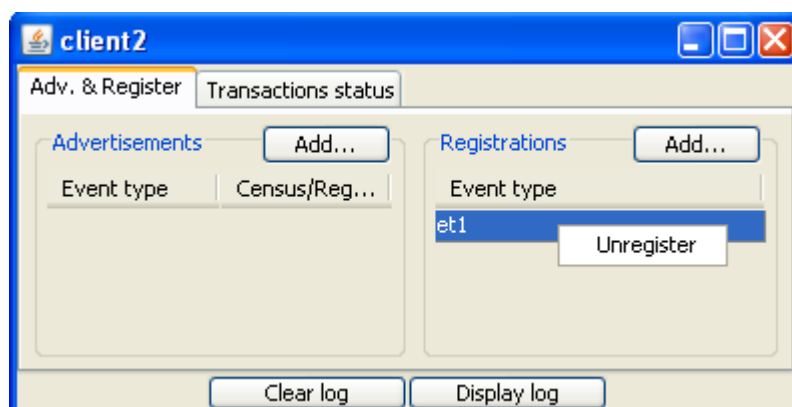 client2
Adv. & Register Transactions status
Advertisements Add... Registrations Add...
Event type Census/Reg... Event type
et1
Unregister
Clear log Display log